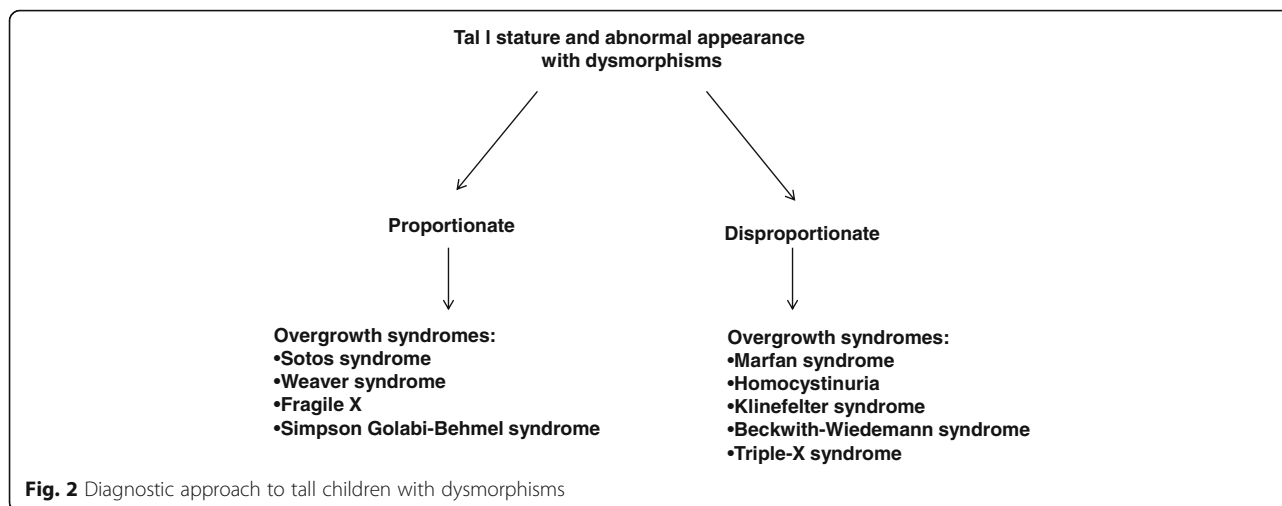 Tal l stature and abnormal appearance
with dysmorphisms
Proportionate
Disproportionate
Overgrowth syndromes:
•Sotos syndrome
•Weaver syndrome
•Fragile X
•Simpson Golabi-Behmel syndrome
Overgrowth syndromes:
•Marfan syndrome
•Homocystinuria
•Klinefelter syndrome
•Beckwith-Wiedemann syndrome
•Triple-X syndrome
Fig. 2 Diagnostic approach to tall children with dysmorphisms